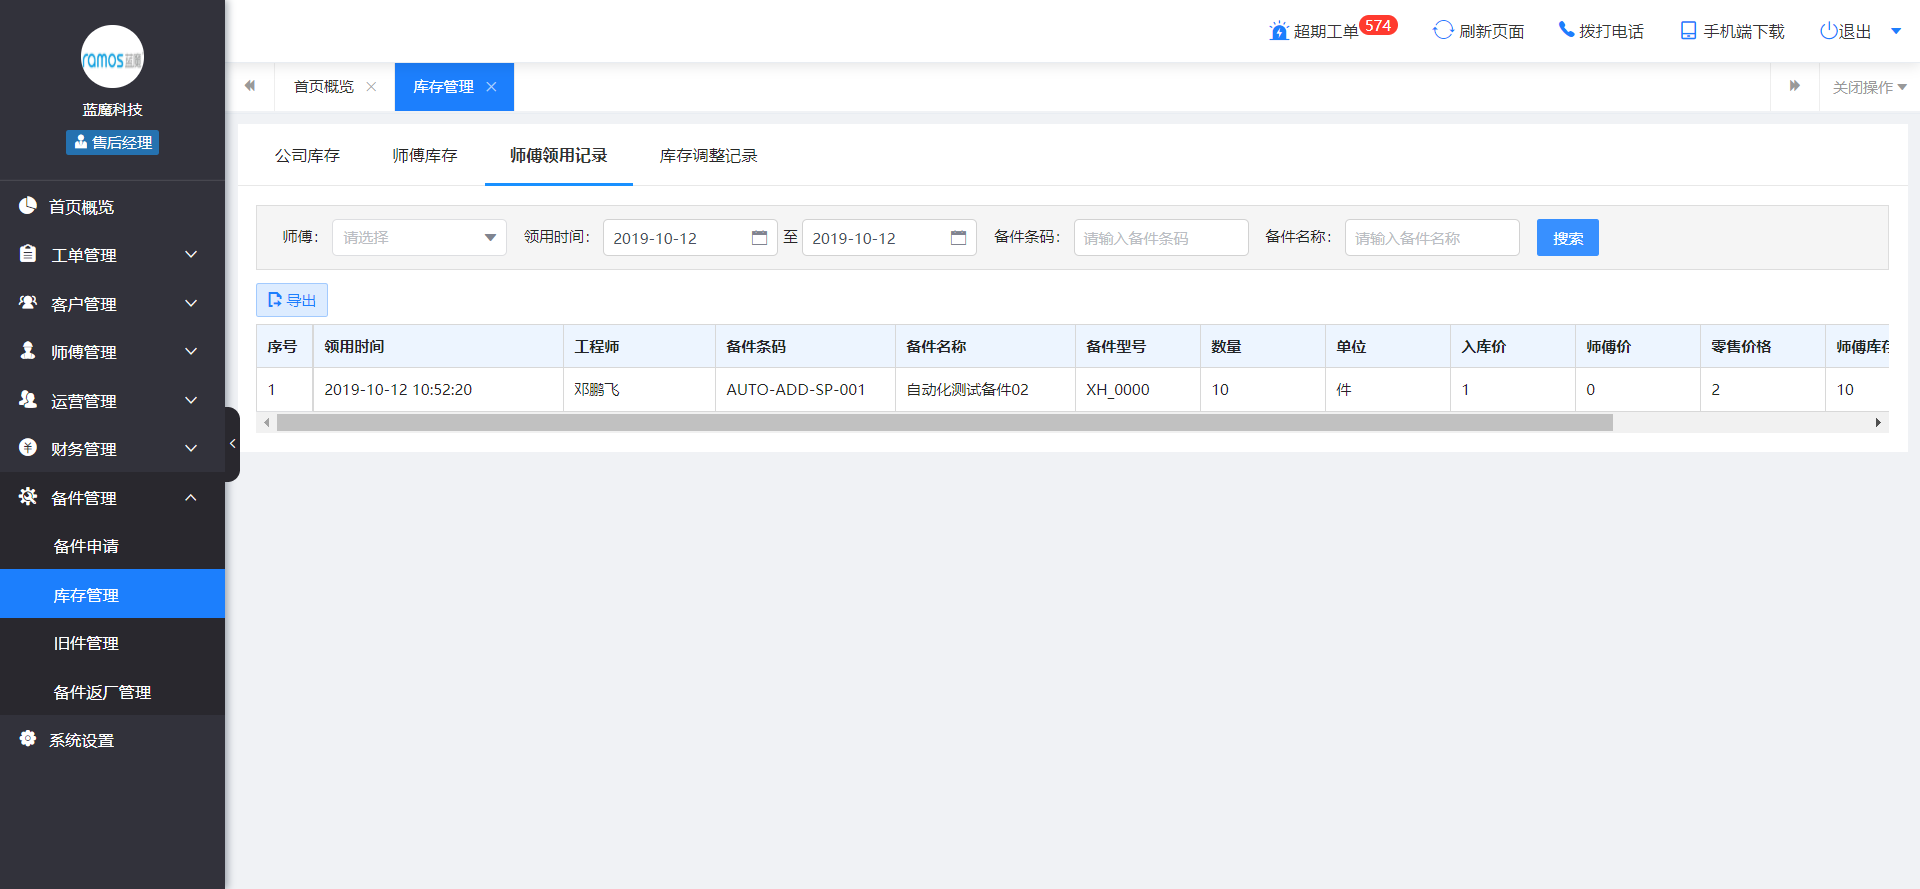 ramos蓝魔
蓝魔科技
售后经理
首页概览
工单管理
客户管理
师傅管理
运营管理
财务管理
备件管理
备件申请
库存管理
旧件管理
备件返厂管理
系统设置
超期工单 574 刷新页面 拨打电话 手机端下载 退出
首页概览 库存管理 关闭操作
公司库存 师傅库存 师傅领用记录 库存调整记录
师傅: 请选择 领用时间: 2019-10-12 至 2019-10-12 备件条码: 请输入备件条码 备件名称: 请输入备件名称 搜索
导出
序号 领用时间 工程师 备件条码 备件名称 备件型号 数量 单位 入库价 师傅价 零售价格 师傅库存
1 2019-10-12 10:52:20 邓鹏飞 AUTO-ADD-SP-001 自动化测试备件02 XH_0000 10 件 1 0 2 10